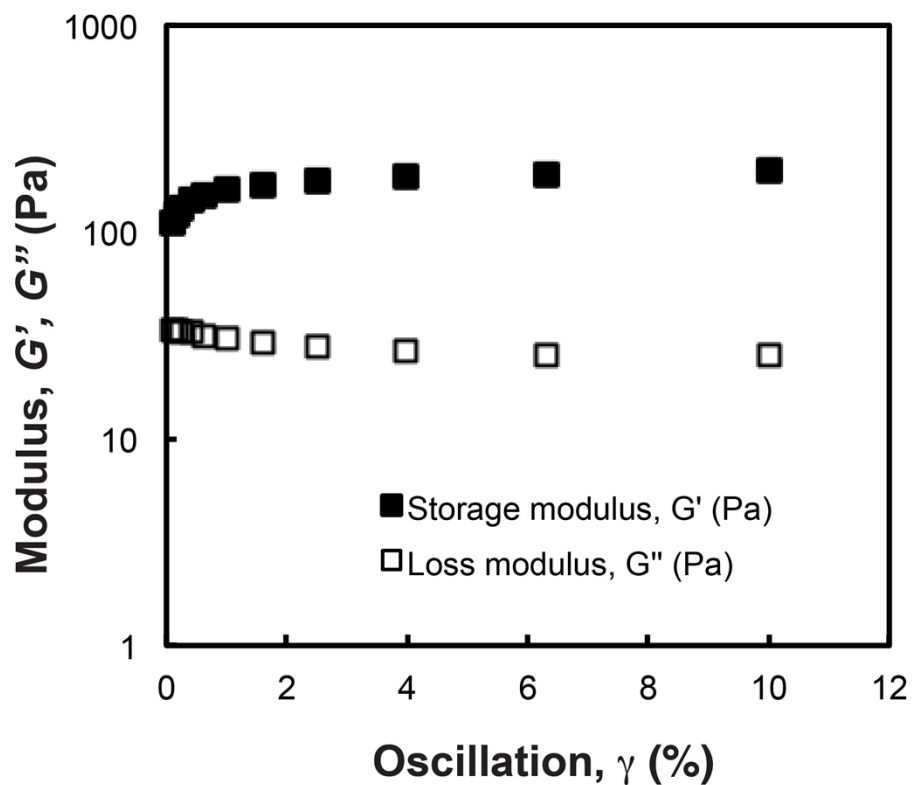 1000
100
10
1
Modulus, G', G" (Pa)
■ Storage modulus, G' (Pa)
□ Loss modulus, G" (Pa)
0 2 4 6 8 10 12
Oscillation, γ (%)